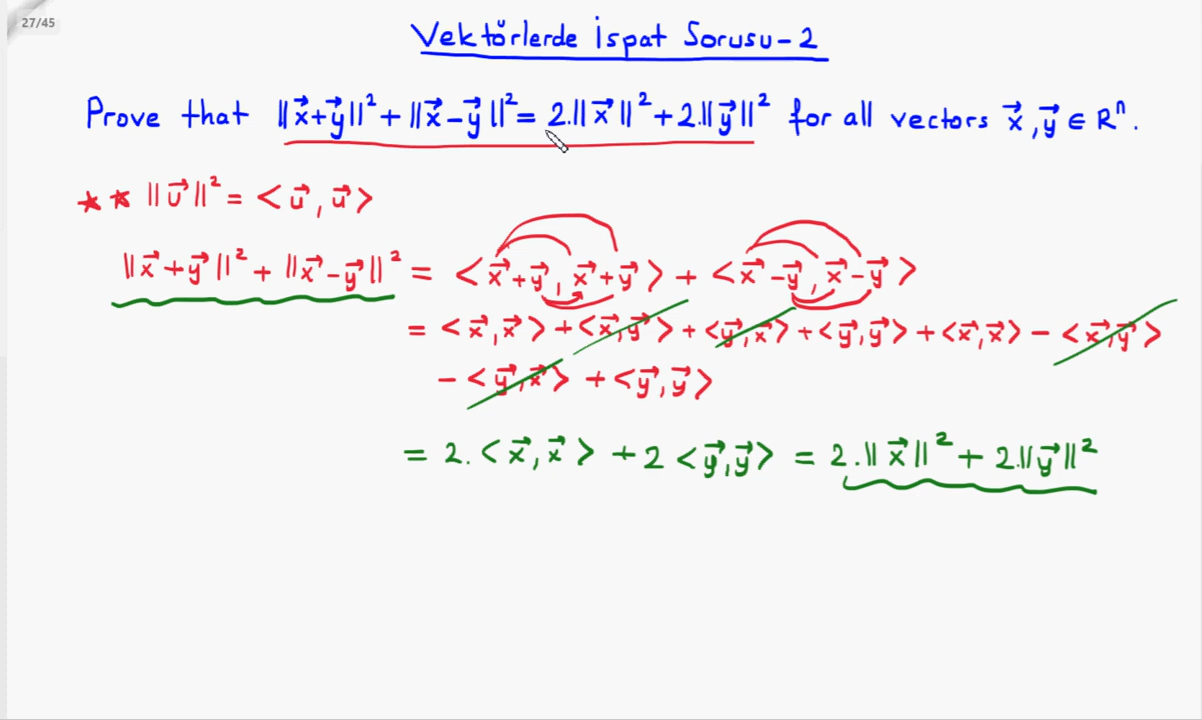 27/45
Vektörlerde İspat Sorusu-2
Prove that ||x⃗+y⃗||²+||x⃗-y⃗||²=2.||x⃗||²+2.||y⃗||² for all vectors x⃗,y⃗∈Rⁿ.
★★ ||u⃗||²=<u⃗,u⃗>
||x⃗+y⃗||²+||x⃗-y⃗||²=<x⃗+y⃗,x⃗+y⃗>+<x⃗-y⃗,x⃗-y⃗>
=<x⃗,x⃗>+<x⃗,y⃗>+<y⃗,x⃗>+<y⃗,y⃗>+<x⃗,x⃗>-<x⃗,y⃗>
-<y⃗,x⃗>+<y⃗,y⃗>
=2.<x⃗,x⃗>+2<y⃗,y⃗>=2.||x⃗||²+2.||y⃗||²